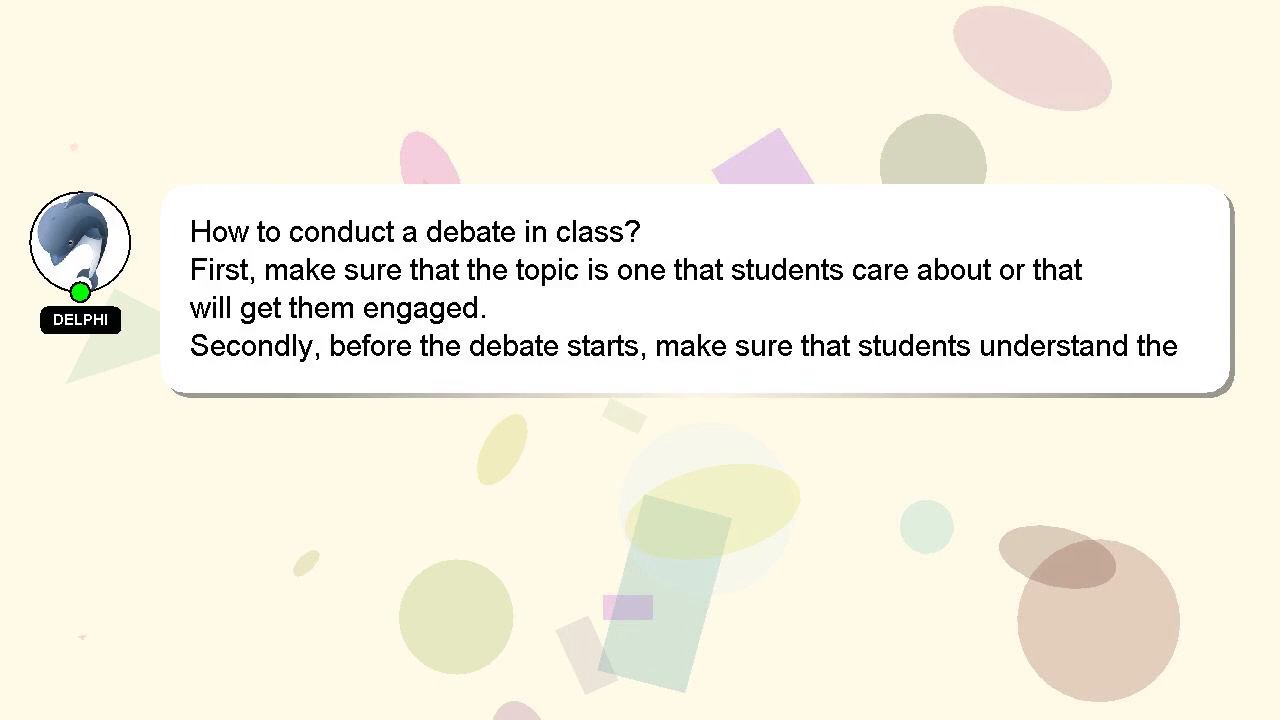 How to conduct a debate in class?
First, make sure that the topic is one that students care about or that
will get them engaged.
Secondly, before the debate starts, make sure that students understand the
DELPHI